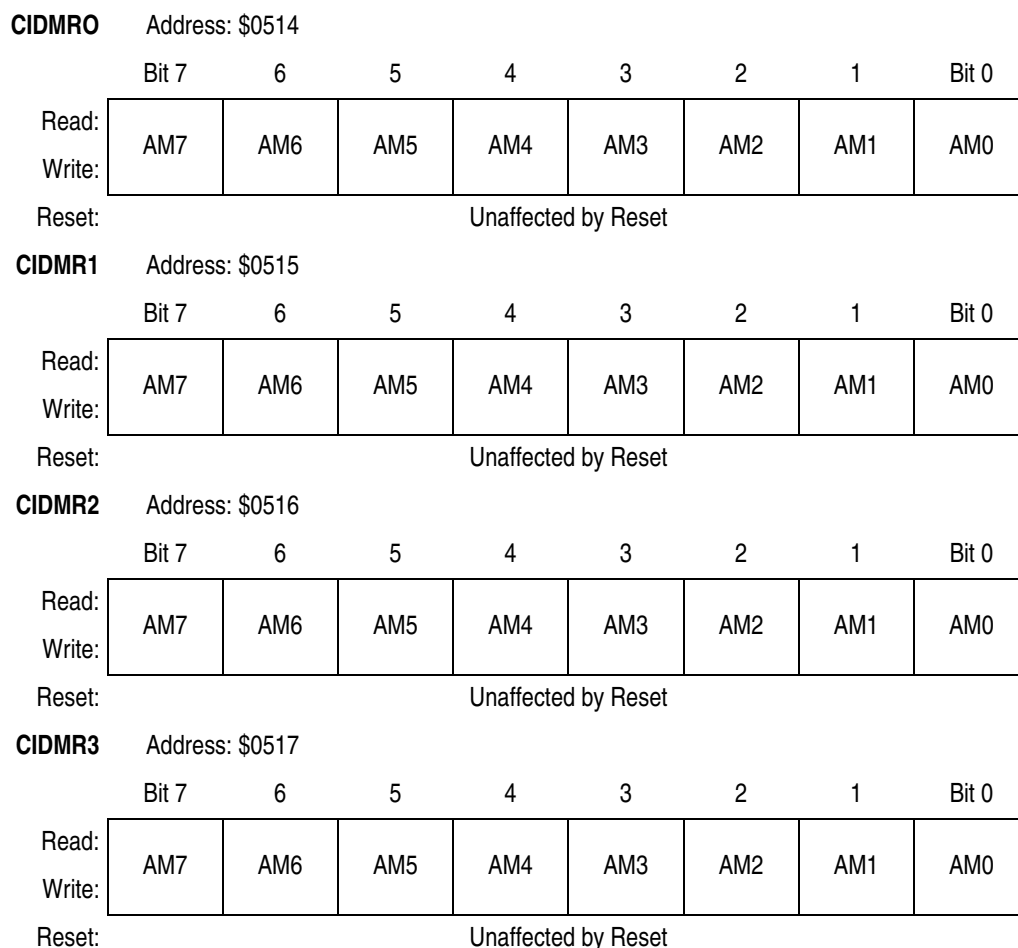 CIDMRO Address: $0514
Bit 7 6 5 4 3 2 1 Bit 0
Read:
AM7 AM6 AM5 AM4 AM3 AM2 AM1 AM0
Write:
Reset: Unaffected by Reset
CIDMR1 Address: $0515
Bit 7 6 5 4 3 2 1 Bit 0
Read:
AM7 AM6 AM5 AM4 AM3 AM2 AM1 AM0
Write:
Reset: Unaffected by Reset
CIDMR2 Address: $0516
Bit 7 6 5 4 3 2 1 Bit 0
Read:
AM7 AM6 AM5 AM4 AM3 AM2 AM1 AM0
Write:
Reset: Unaffected by Reset
CIDMR3 Address: $0517
Bit 7 6 5 4 3 2 1 Bit 0
Read:
AM7 AM6 AM5 AM4 AM3 AM2 AM1 AM0
Write:
Reset: Unaffected by Reset